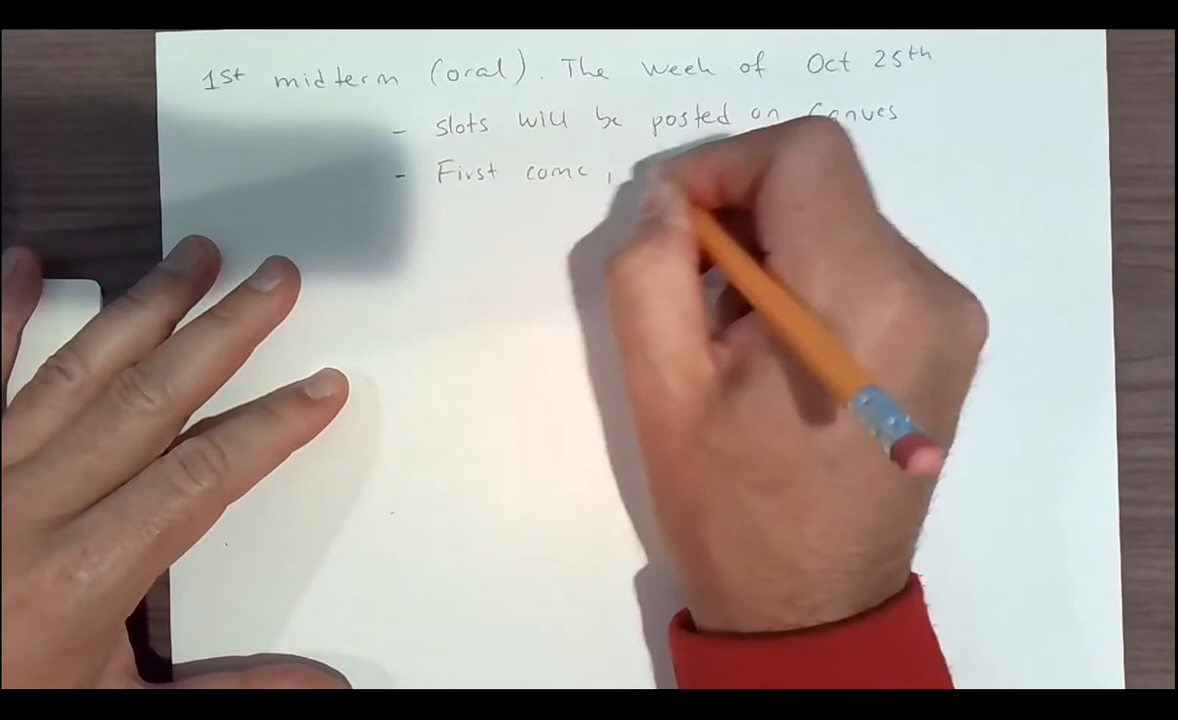 1st midterm (oral). The week of Oct 25th
- slots will be posted on Canvas
- First come ,